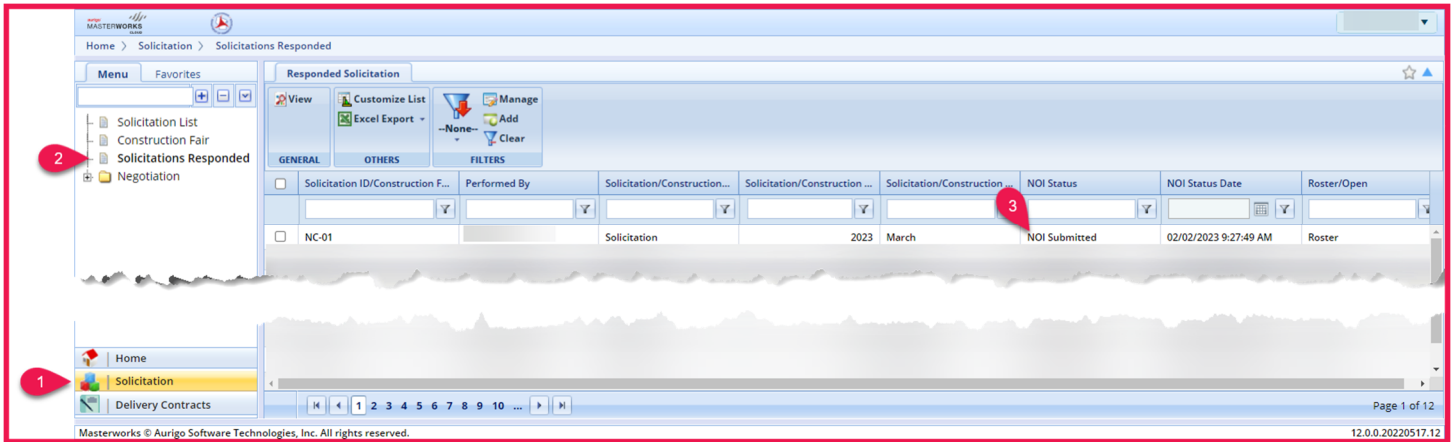 aurigo
MASTERWORKS
CLOUD
Home > Solicitation > Solicitations Responded
Menu Favorites
Solicitation List
Construction Fair
2
Solicitations Responded
Negotiation
Responded Solicitation
View
Customize List
Excel Export
--None--
Manage
Add
Clear
GENERAL OTHERS FILTERS
Solicitation ID/Construction F... Performed By Solicitation/Construction... Solicitation/Construction ... Solicitation/Construction ... NOI Status NOI Status Date Roster/Open
3
NC-01 Solicitation 2023 March NOI Submitted 02/02/2023 9:27:49 AM Roster
Home
1
Solicitation
Delivery Contracts
1 2 3 4 5 6 7 8 9 10 ... Page 1 of 12
Masterworks © Aurigo Software Technologies, Inc. All rights reserved. 12.0.0.20220517.12